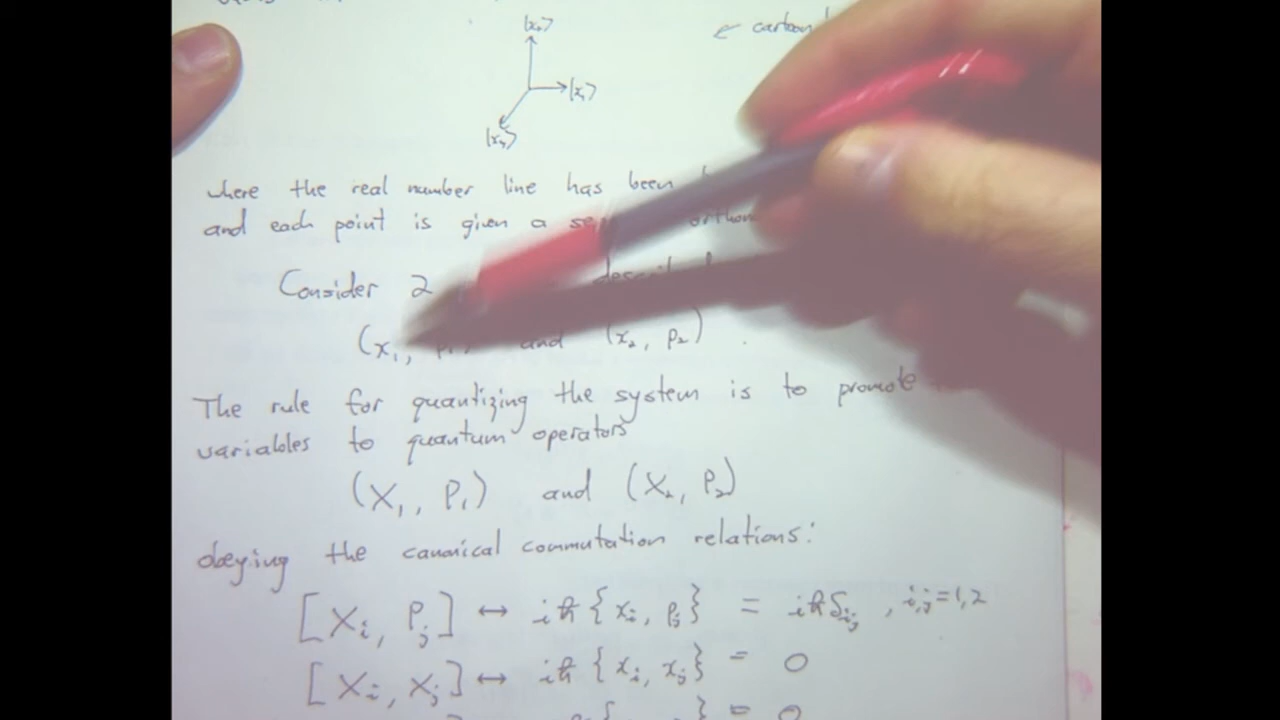 |x₂⟩
← cartoon
|x₁⟩
|x₃⟩
where the real number line has been
and each point is given a
Consider 2
(x₁, p₁) and (x₂, p₂).
The rule for quantizing the system is to promote
variables to quantum operators
(X₁, P₁) and (X₂, P₂)
obeying the canonical commutation relations:
[Xᵢ, Pⱼ] ↔ iħ{xᵢ, pⱼ} = iħδᵢⱼ , i,j=1,2
[Xᵢ, Xⱼ] ↔ iħ{xᵢ, xⱼ} = 0